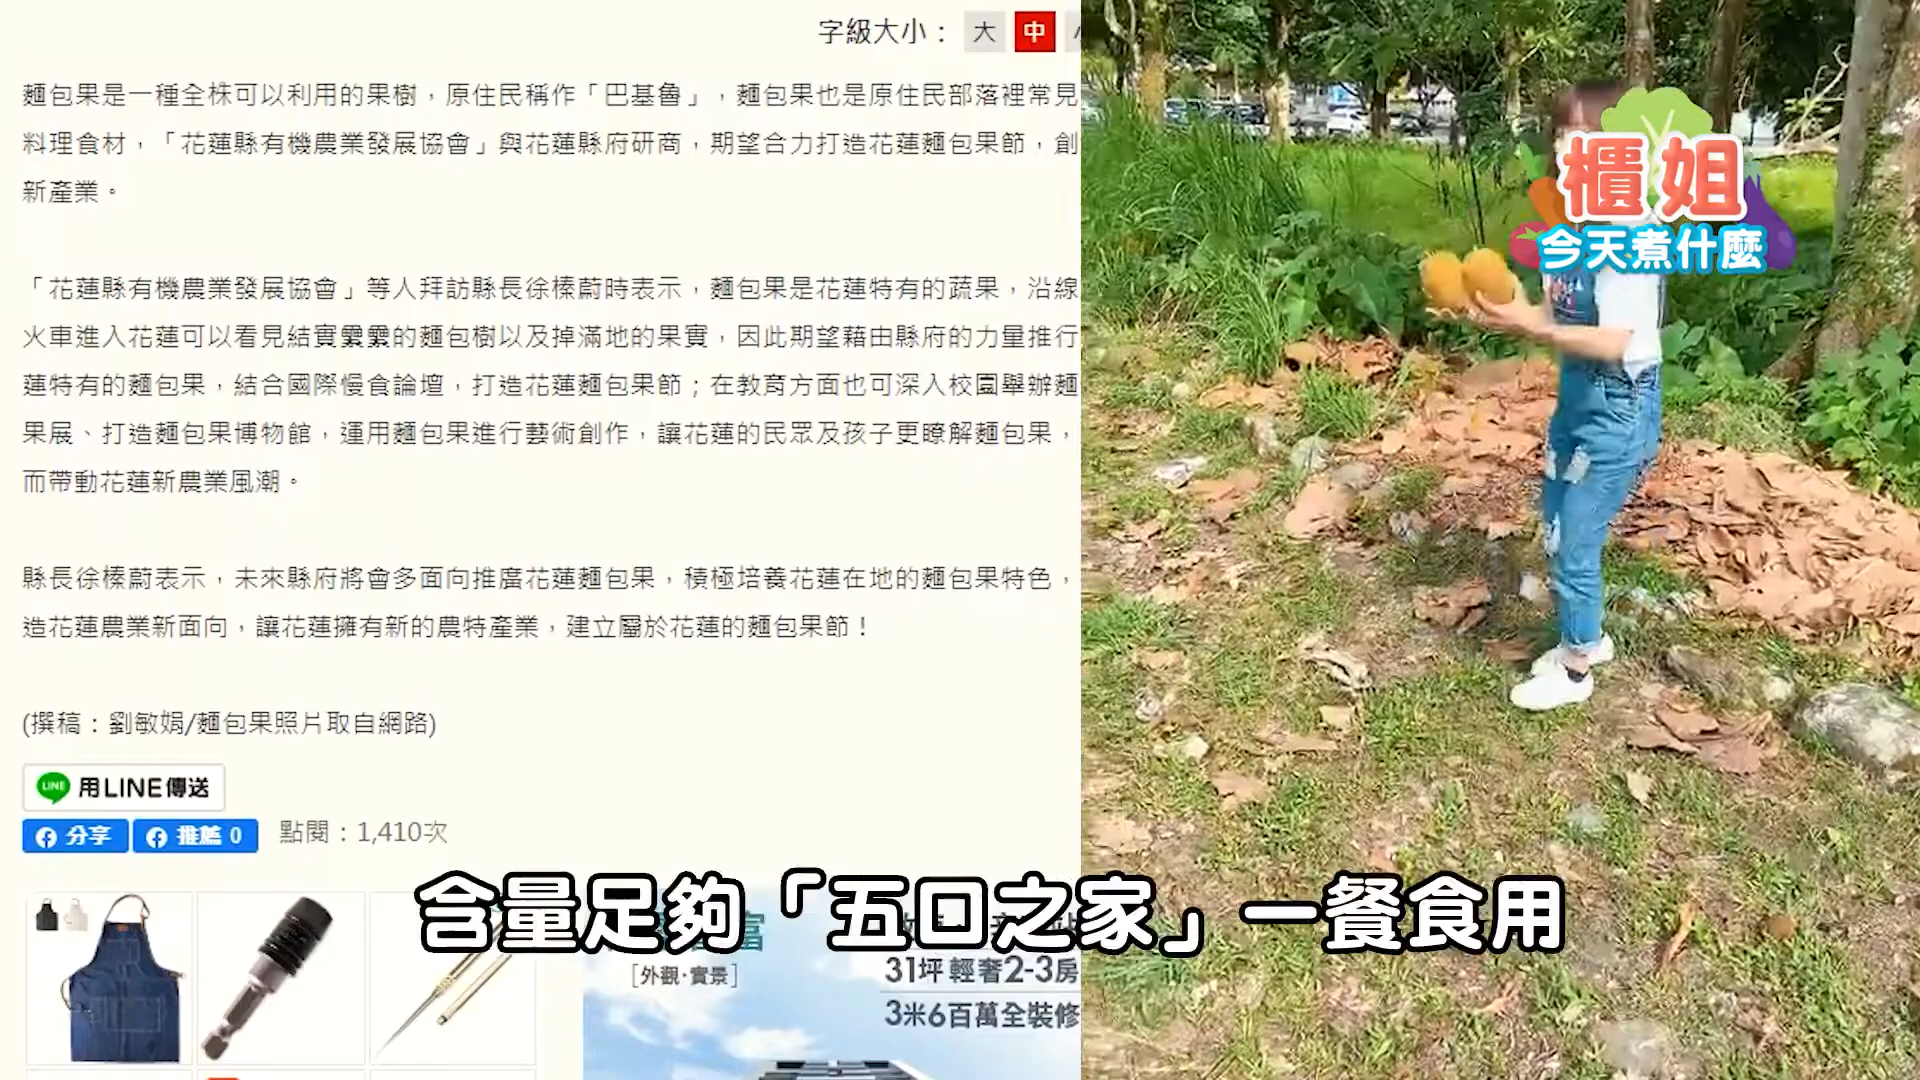 字級大小： 大 中
麵包果是一種全株可以利用的果樹，原住民稱作「巴基魯」，麵包果也是原住民部落裡常見
料理食材，「花蓮縣有機農業發展協會」與花蓮縣府研商，期望合力打造花蓮麵包果節，創
新產業。
「花蓮縣有機農業發展協會」等人拜訪縣長徐榛蔚時表示，麵包果是花蓮特有的蔬果，沿線
火車進入花蓮可以看見結實纍纍的麵包樹以及掉滿地的果實，因此期望藉由縣府的力量推行
蓮特有的麵包果，結合國際慢食論壇，打造花蓮麵包果節；在教育方面也可深入校園舉辦麵
果展、打造麵包果博物館，運用麵包果進行藝術創作，讓花蓮的民眾及孩子更瞭解麵包果，
而帶動花蓮新農業風潮。
縣長徐榛蔚表示，未來縣府將會多面向推廣花蓮麵包果，積極培養花蓮在地的麵包果特色，
造花蓮農業新面向，讓花蓮擁有新的農特產業，建立屬於花蓮的麵包果節！
(撰稿：劉敏娟/麵包果照片取自網路)
LINE 用LINE傳送
分享 推薦 0 點閱：1,410次
櫃姐
今天煮什麼
含量足夠「五口之家」一餐食用
[外觀·實景]
31坪 輕奢2-3房
3米6百萬全裝修